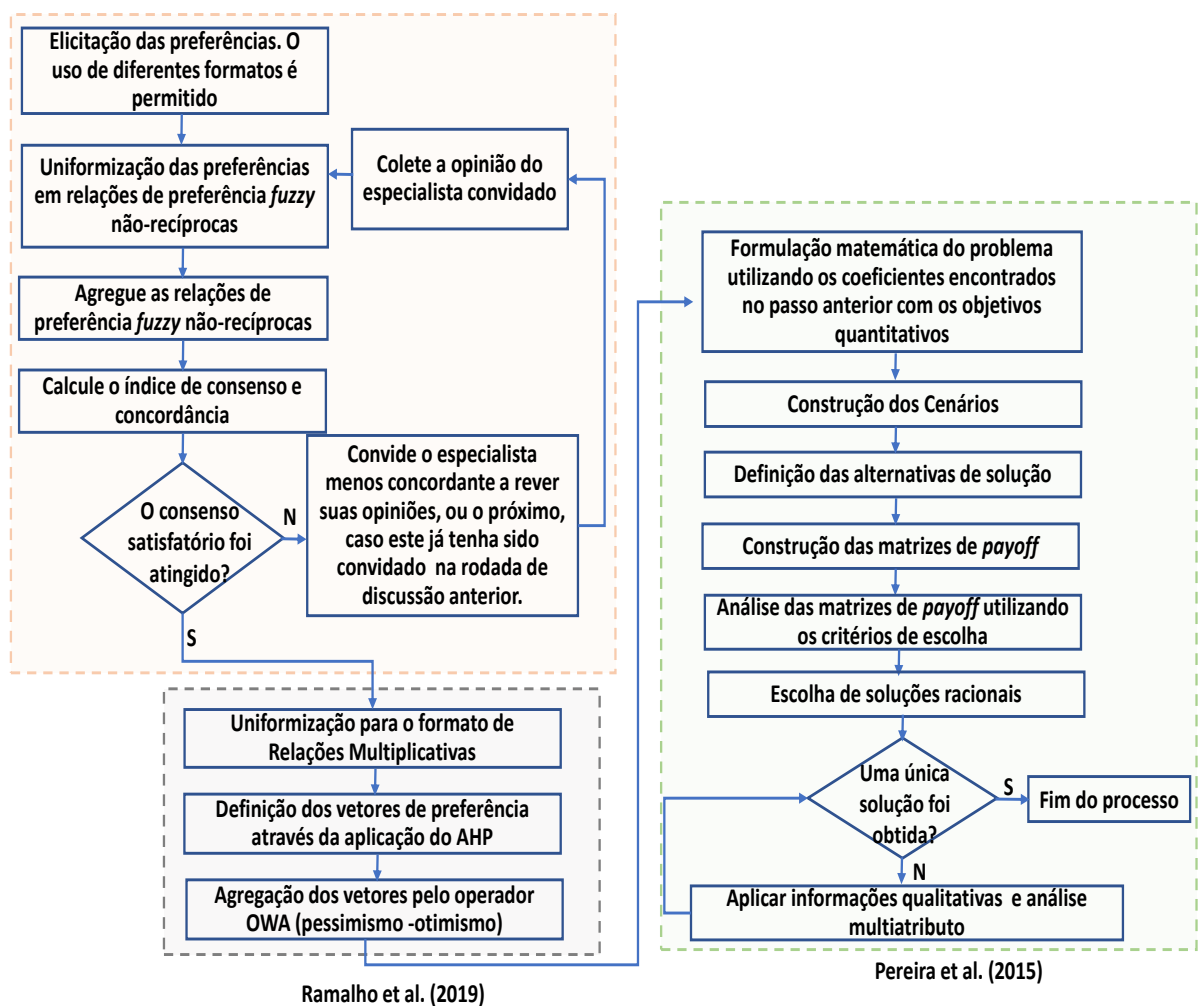 Elicitação das preferências. O
uso de diferentes formatos é
permitido
Uniformização das preferências
em relações de preferência fuzzy
não-recíprocas
Colete a opinião do
especialista convidado
Agregue as relações de
preferência fuzzy não-recíprocas
Calcule o índice de consenso e
concordância
O consenso
satisfatório foi
atingido?
N
Convide o especialista
menos concordante a rever
suas opiniões, ou o próximo,
caso este já tenha sido
convidado na rodada de
discussão anterior.
S
Uniformização para o formato de
Relações Multiplicativas
Definição dos vetores de preferência
através da aplicação do AHP
Agregação dos vetores pelo operador
OWA (pessimismo -otimismo)
Ramalho et al. (2019)
Formulação matemática do problema
utilizando os coeficientes encontrados
no passo anterior com os objetivos
quantitativos
Construção dos Cenários
Definição das alternativas de solução
Construção das matrizes de payoff
Análise das matrizes de payoff utilizando
os critérios de escolha
Escolha de soluções racionais
Uma única
solução foi
obtida?
S
Fim do processo
N
Aplicar informações qualitativas e análise
multiatributo
Pereira et al. (2015)